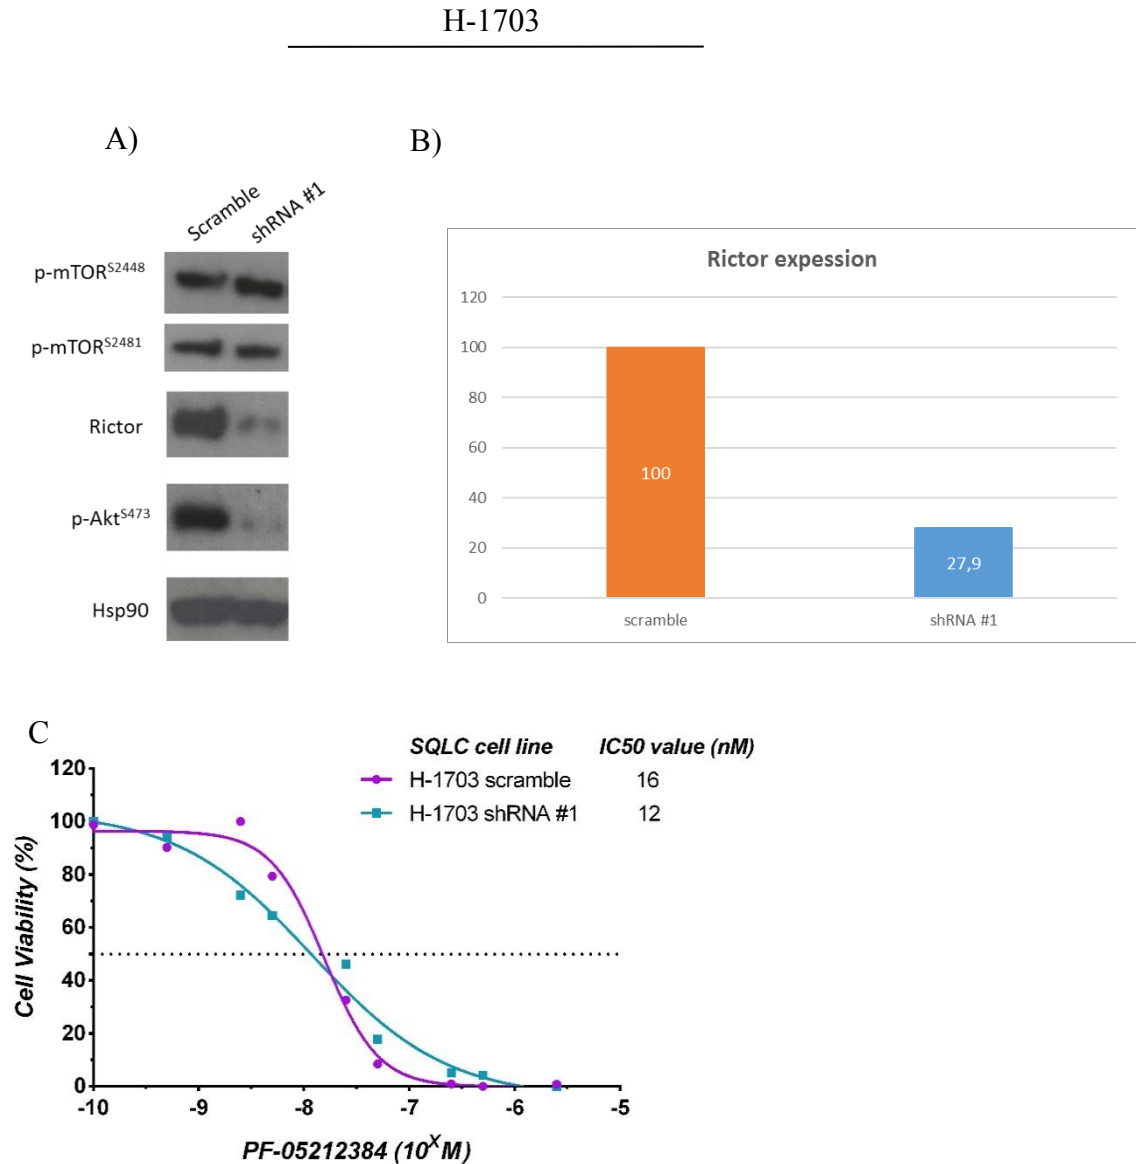 H-1703
A)
B)
Scramble
shRNA #1
p-mTORS2448
p-mTORS2481
Rictor
p-AktS473
Hsp90
Rictor expession
120
100
80
60
40
20
0
100
27,9
scramble
shRNA #1
C
SQLC cell line IC50 value (nM)
H-1703 scramble 16
H-1703 shRNA #1 12
Cell Viability (%)
120
100
80
60
40
20
0
-10 -9 -8 -7 -6 -5
PF-05212384 (10XM)